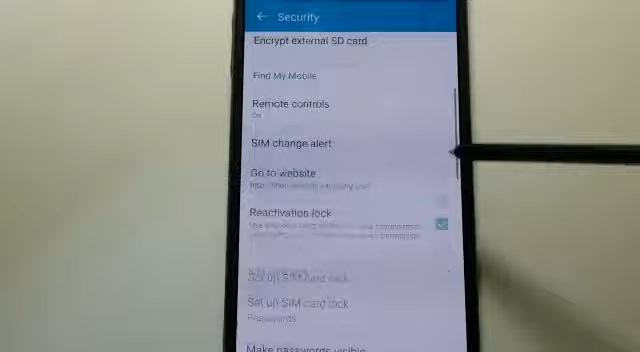 Security
Encrypt external SD card
Find My Mobile
Remote controls
On
SIM change alert
Go to website
Reactivation lock
Set up SIM card lock
Set up SIM card lock
Passwords
Make passwords visible